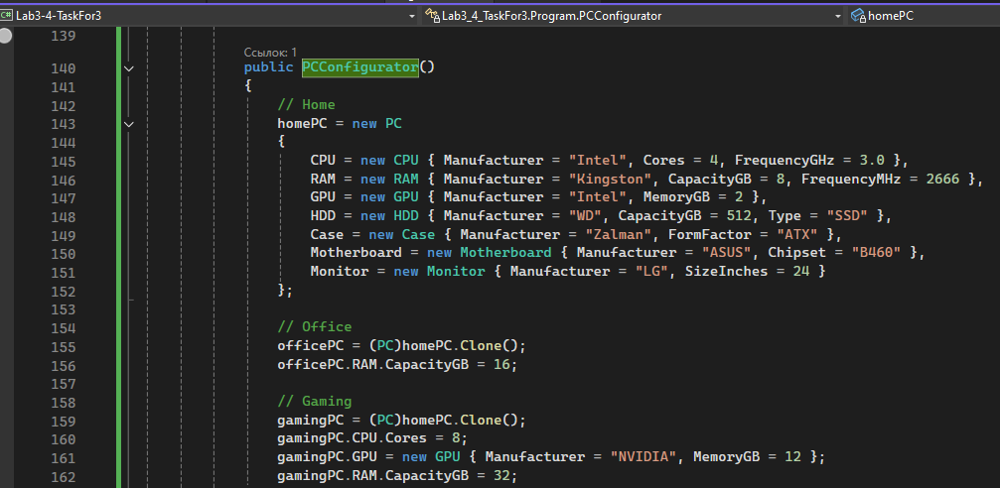 C# Lab3-4-TaskFor3 Lab3_4_TaskFor3.Program.PCConfigurator homePC
139
Ссылок: 1
140 public PCConfigurator()
141 {
142 // Home
143 homePC = new PC
144 {
145 CPU = new CPU { Manufacturer = "Intel", Cores = 4, FrequencyGHz = 3.0 },
146 RAM = new RAM { Manufacturer = "Kingston", CapacityGB = 8, FrequencyMHz = 2666 },
147 GPU = new GPU { Manufacturer = "Intel", MemoryGB = 2 },
148 HDD = new HDD { Manufacturer = "WD", CapacityGB = 512, Type = "SSD" },
149 Case = new Case { Manufacturer = "Zalman", FormFactor = "ATX" },
150 Motherboard = new Motherboard { Manufacturer = "ASUS", Chipset = "B460" },
151 Monitor = new Monitor { Manufacturer = "LG", SizeInches = 24 }
152 };
153
154 // Office
155 officePC = (PC)homePC.Clone();
156 officePC.RAM.CapacityGB = 16;
157
158 // Gaming
159 gamingPC = (PC)homePC.Clone();
160 gamingPC.CPU.Cores = 8;
161 gamingPC.GPU = new GPU { Manufacturer = "NVIDIA", MemoryGB = 12 };
162 gamingPC.RAM.CapacityGB = 32;